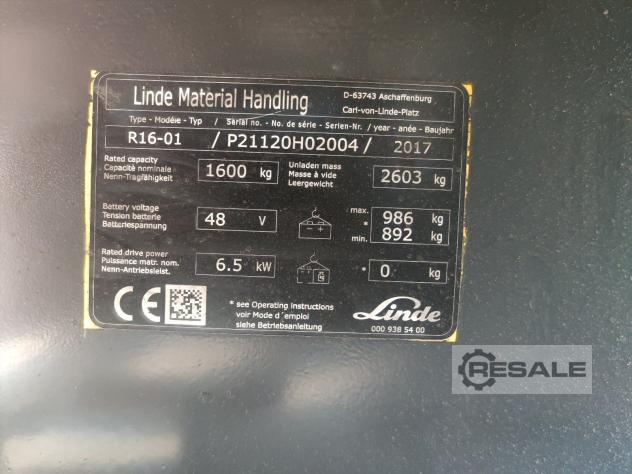 Linde Material Handling
D-63743 Aschaffenburg
Carl-von-Linde-Platz
Type - Modéle - Typ / Serial no. - No. de série - Serien-Nr. / year - anée - Baujahr
R16-01 / P21120H02004 / 2017
Rated capacity
Capacité nominale
Nenn-Tragfähigkeit
1600 kg
Unladen mass
Masse à vide
Leergewicht
2603 kg
Battery voltage
Tension batterie
Batteriespannung
48 V
max. 986 kg
*
min. 892 kg
Rated drive power
Puissance matr. nom.
Nenn-Antriebsleist.
6.5 kW
* 0 kg
CE
* see Operating instructions
voir Mode d´emploi
siehe Betriebsanleitung
Linde
000 938 54 00
RESALE